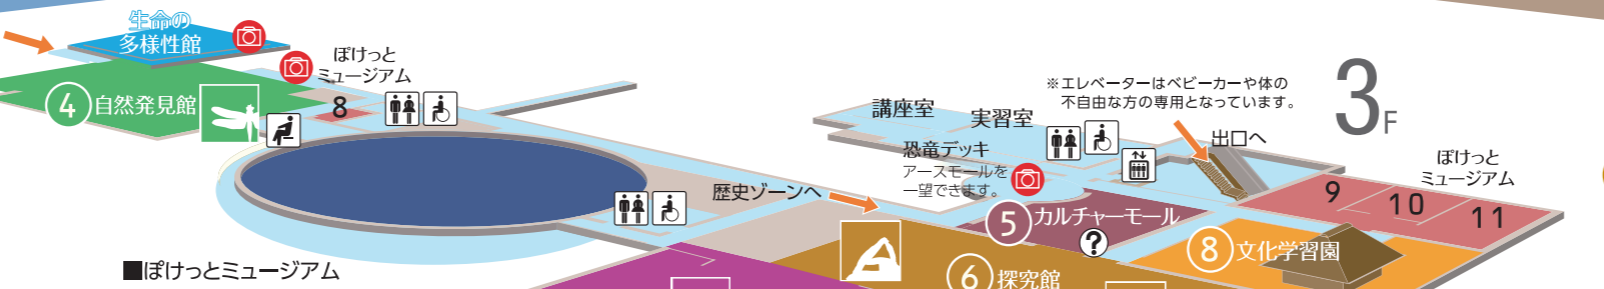 生命の
多様性館
ぽけっと
ミュージアム
4 自然発見館
8
※エレベーターはベビーカーや体の
不自由な方の専用となっています。
3F
講座室
実習室
恐竜デッキ
アースモールを
一望できます。
出口へ
ぽけっと
ミュージアム
9
10
11
歴史ゾーンへ
5 カルチャーモール
?
8 文化学習園
6 探究館
■ぽけっとミュージアム